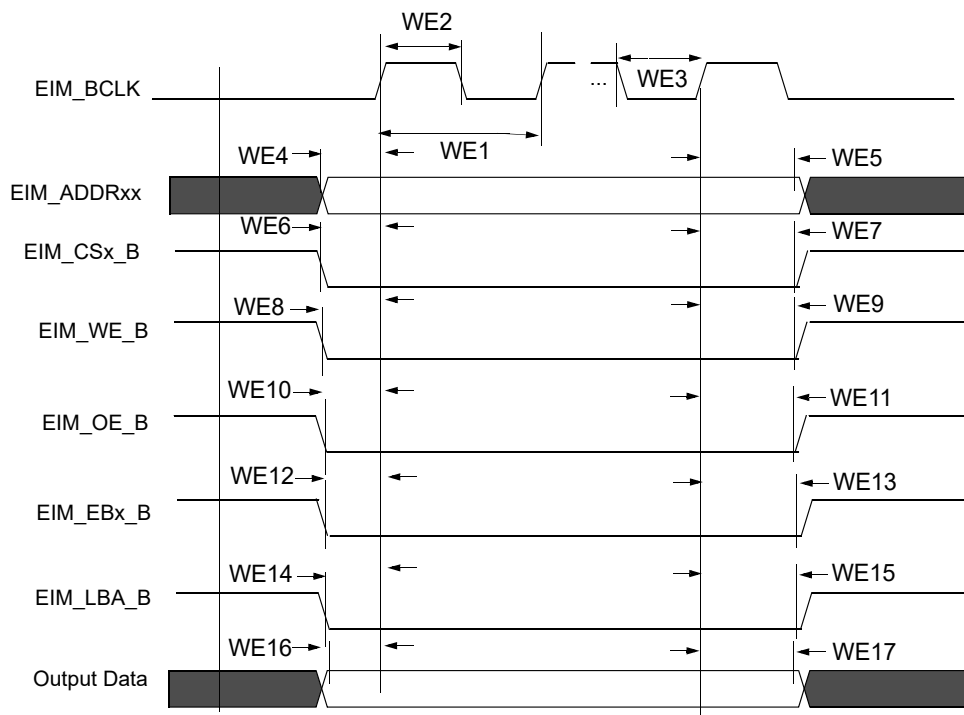 WE2
EIM_BCLK
...
WE3
WE4
WE1
WE5
EIM_ADDRxx
WE6
WE7
EIM_CSx_B
WE8
WE9
EIM_WE_B
WE10
WE11
EIM_OE_B
WE12
WE13
EIM_EBx_B
WE14
WE15
EIM_LBA_B
WE16
WE17
Output Data